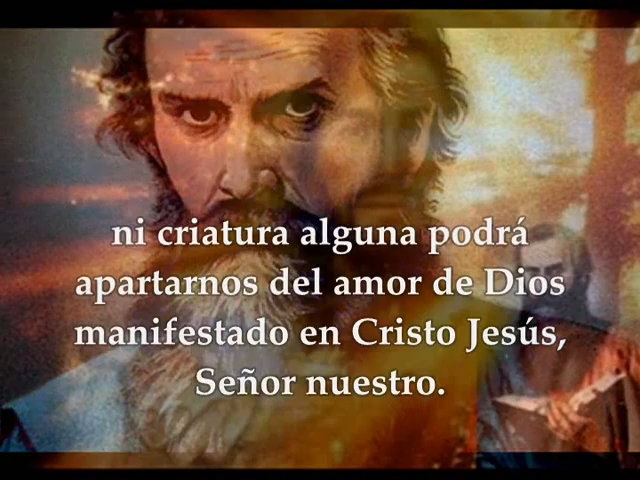 ni criatura alguna podrá
apartarnos del amor de Dios
manifestado en Cristo Jesús,
Señor nuestro.